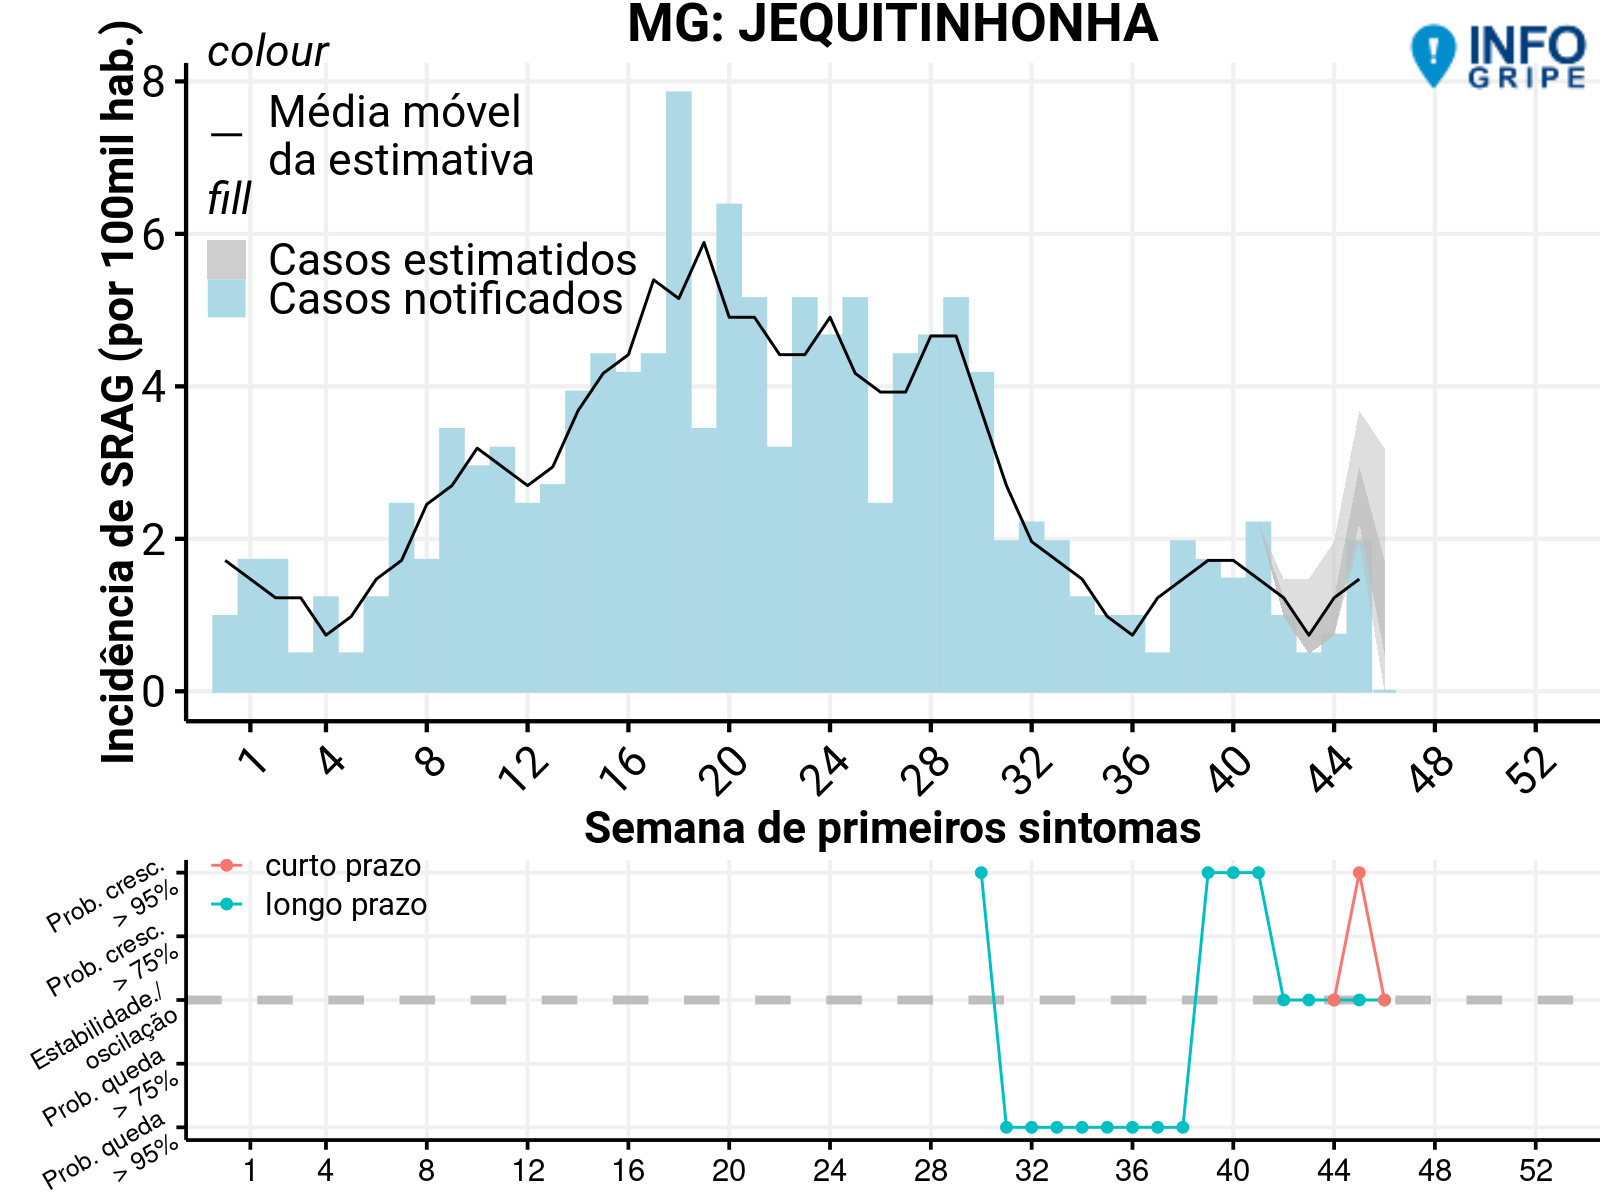 MG: JEQUITINHONHA
INFO
GRIPE
Incidência de SRAG (por 100mil hab.)
colour
Média móvel
da estimativa
fill
Casos estimatidos
Casos notificados
8
6
4
2
0
1 4 8 12 16 20 24 28 32 36 40 44 48 52
Semana de primeiros sintomas
curto prazo
longo prazo
Prob. cresc.
> 95%
Prob. cresc.
> 75%
Estabilidade./
oscilação
Prob. queda
> 75%
Prob. queda
> 95%
1 4 8 12 16 20 24 28 32 36 40 44 48 52